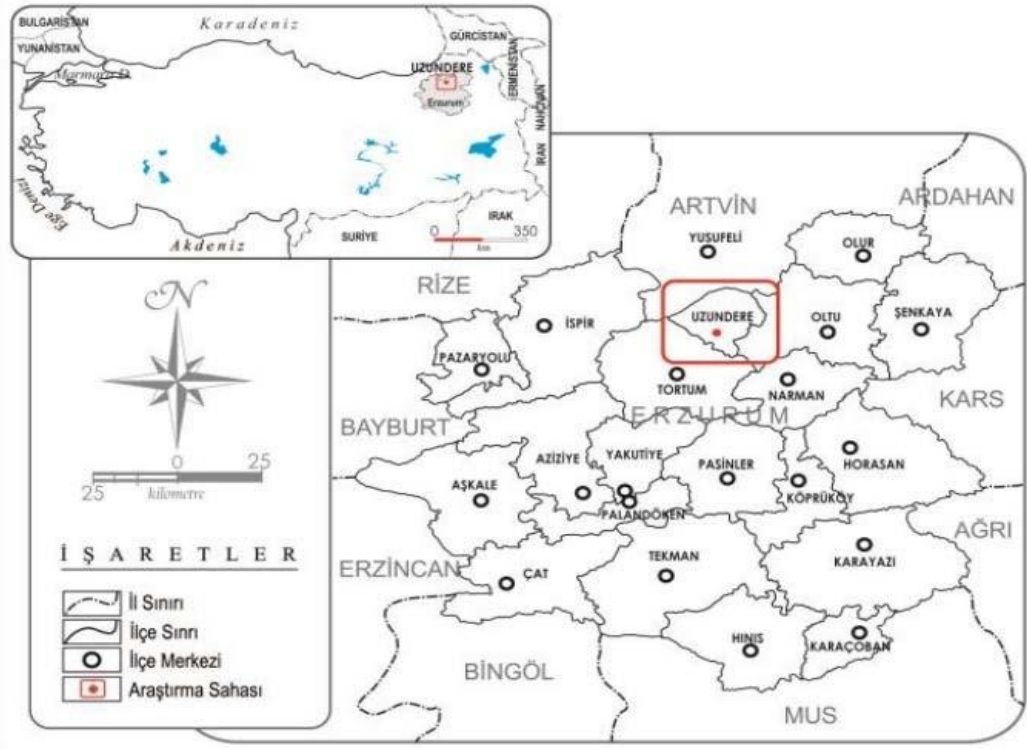 BULGARİSTAN
Karadeniz
GÜRCİSTAN
YUNANİSTAN
Marmara D.
UZUNDERE
ERMENİSTAN
Erzurum
NAHÇIVAN
İRAN
Ege Denizi
Akdeniz
SURİYE
IRAK
0 350
km
ARTVİN
ARDAHAN
YUSUFELİ
OLUR
RİZE
İSPİR
UZUNDERE
OLTU
ŞENKAYA
PAZARYOLU
TORTUM
NARMAN
KARS
ERZURUM
BAYBURT
AZİZİYE
YAKUTİYE
PASİNLER
HORASAN
AŞKALE
KÖPRÜKÖY
PALANDÖKEN
AĞRI
ERZİNCAN
ÇAT
TEKMAN
KARAYAZI
HINIS
KARAÇOBAN
BİNGÖL
MUS
N
0 25
25 kilometre
İŞARETLER
İl Sınırı
İlçe Sınrı
İlçe Merkezi
Araştırma Sahası